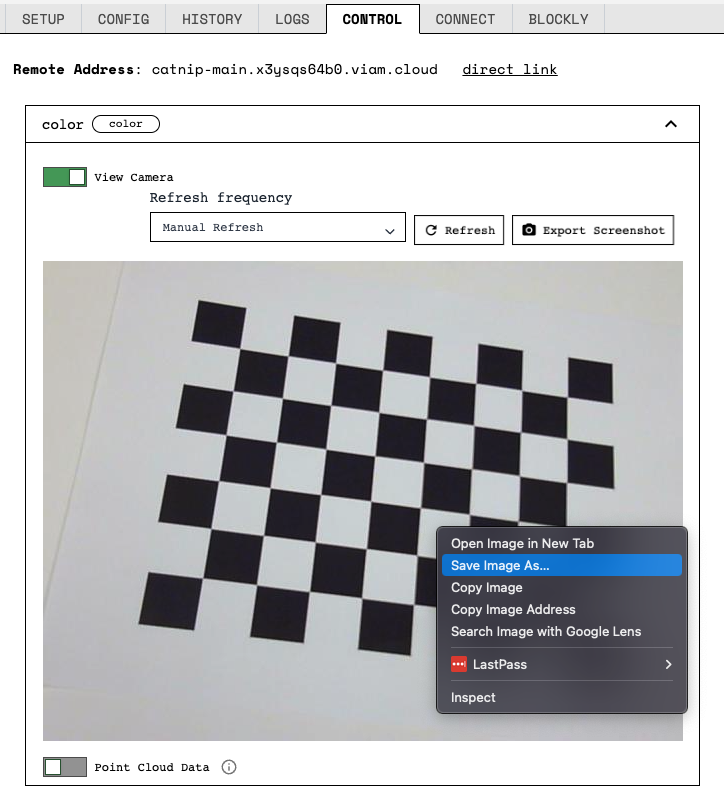 SETUP CONFIG HISTORY LOGS CONTROL CONNECT BLOCKLY
Remote Address: catnip-main.x3ysqs64b0.viam.cloud direct link
color color
View Camera
Refresh frequency
Manual Refresh Refresh Export Screenshot
Open Image in New Tab
Save Image As...
Copy Image
Copy Image Address
Search Image with Google Lens
LastPass
Inspect
Point Cloud Data